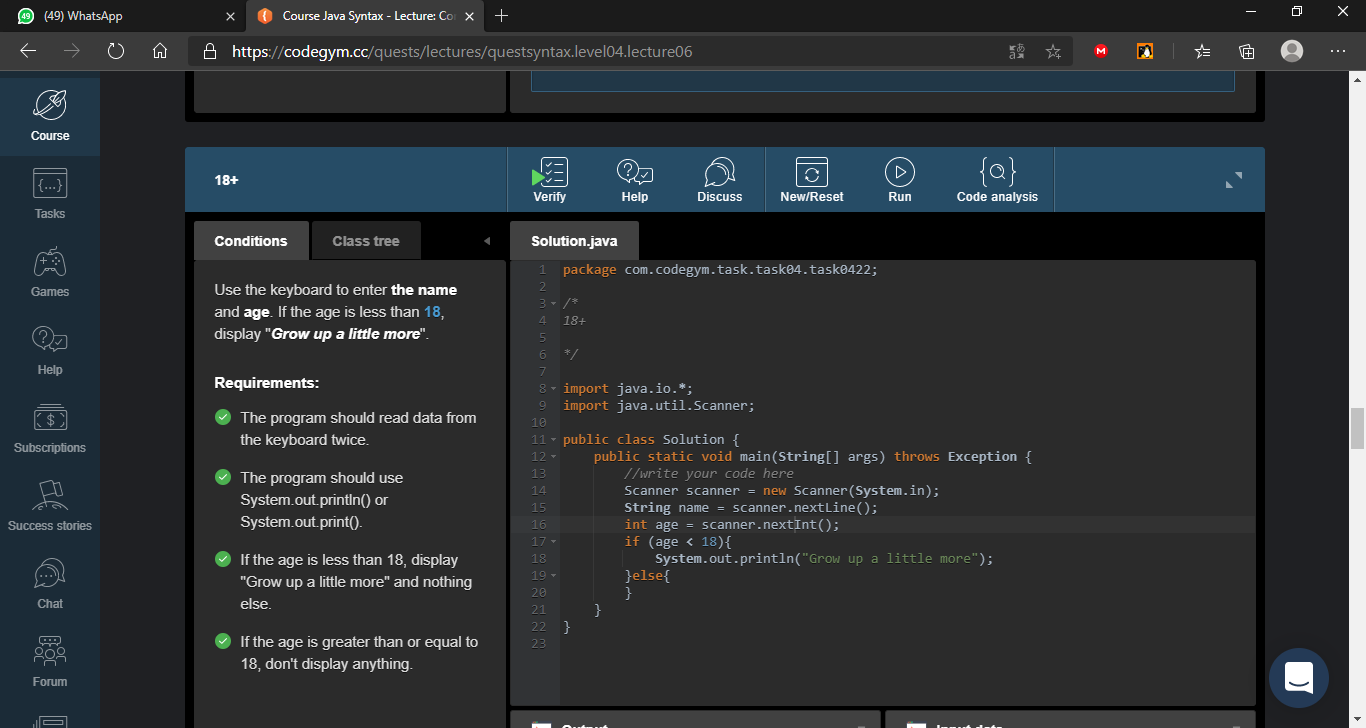 49 (49) WhatsApp
Course Java Syntax - Lecture: Co
https://codegym.cc/quests/lectures/questsyntax.level04.lecture06
Course
Tasks
Games
Help
Subscriptions
Success stories
Chat
Forum
18+
Verify
Help
Discuss
New/Reset
Run
Code analysis
Conditions
Class tree
Solution.java
Use the keyboard to enter the name
and age. If the age is less than 18,
display "Grow up a little more".
Requirements:
The program should read data from
the keyboard twice.
The program should use
System.out.println() or
System.out.print().
If the age is less than 18, display
"Grow up a little more" and nothing
else.
If the age is greater than or equal to
18, don't display anything.
1 package com.codegym.task.task04.task0422;
2
3 /*
4 18+
5
6 */
7
8 import java.io.*;
9 import java.util.Scanner;
10
11 public class Solution {
12 public static void main(String[] args) throws Exception {
13 //write your code here
14 Scanner scanner = new Scanner(System.in);
15 String name = scanner.nextLine();
16 int age = scanner.nextInt();
17 if (age < 18){
18 System.out.println("Grow up a little more");
19 }else{
20 }
21 }
22 }
23